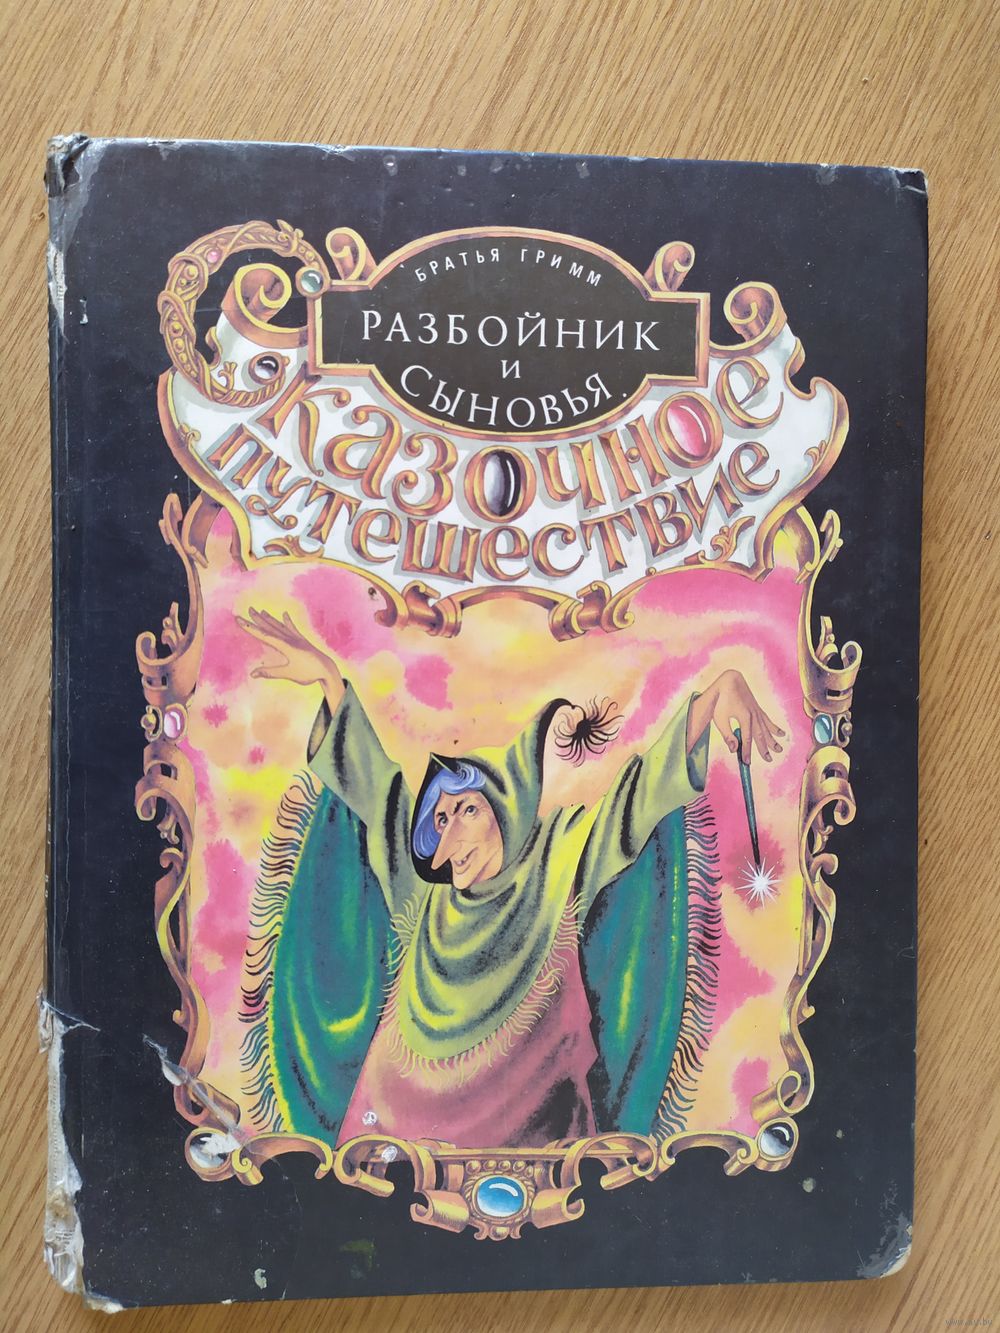 БРАТЬЯ ГРИММ
РАЗБОЙНИК
И
СЫНОВЬЯ
Сказочное
путешествие